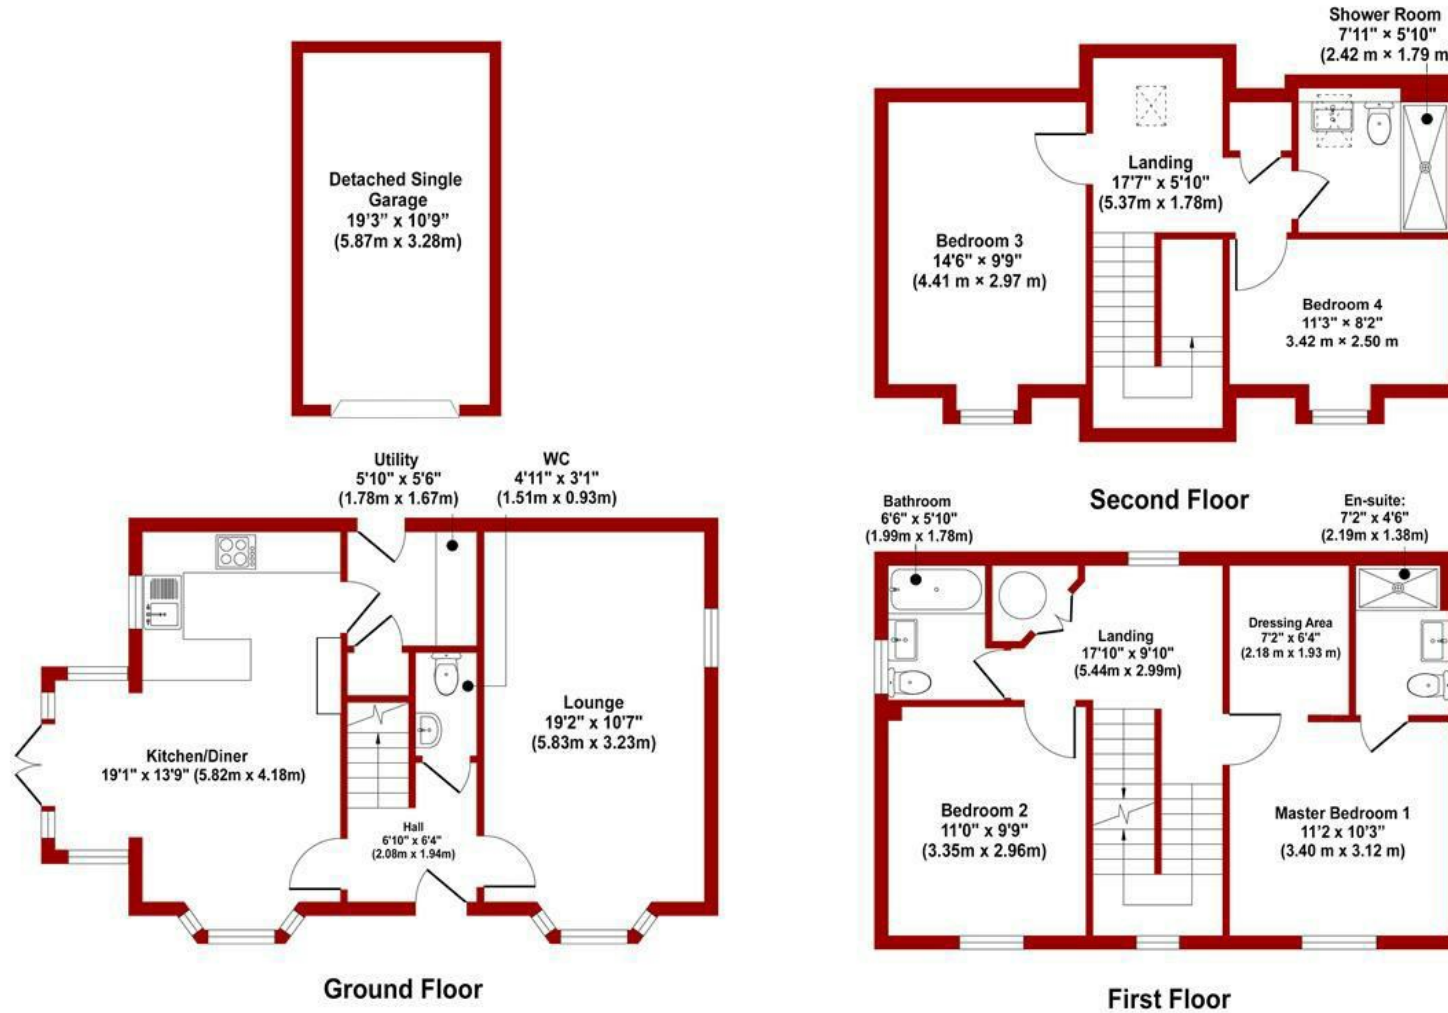 Detached Single
Garage
19'3” x 10’9”
(5.87m x 3.28m)
Utility
5'10" x 5'6"
(1.78m x 1.67m)
WC
4'11" x 3'1"
(1.51m x 0.93m)
Lounge
19'2" x 10'7"
(5.83m x 3.23m)
Kitchen/Diner
19'1" x 13'9" (5.82m x 4.18m)
Hall
6'10" x 6'4"
(2.08m x 1.94m)
Ground Floor
Shower Room
7'11" × 5'10"
(2.42 m × 1.79 m
Landing
17'7" x 5'10"
(5.37m x 1.78m)
Bedroom 3
14'6" × 9'9"
(4.41 m × 2.97 m)
Bedroom 4
11'3" × 8'2"
3.42 m × 2.50 m
Second Floor
Bathroom
6'6" x 5'10"
(1.99m x 1.78m)
En-suite:
7'2" x 4'6"
(2.19m x 1.38m)
Landing
17'10" x 9'10"
(5.44m x 2.99m)
Dressing Area
7'2" x 6'4"
(2.18 m x 1.93 m)
Bedroom 2
11'0" x 9'9"
(3.35m x 2.96m)
Master Bedroom 1
11'2 x 10'3"
(3.40 m x 3.12 m)
First Floor